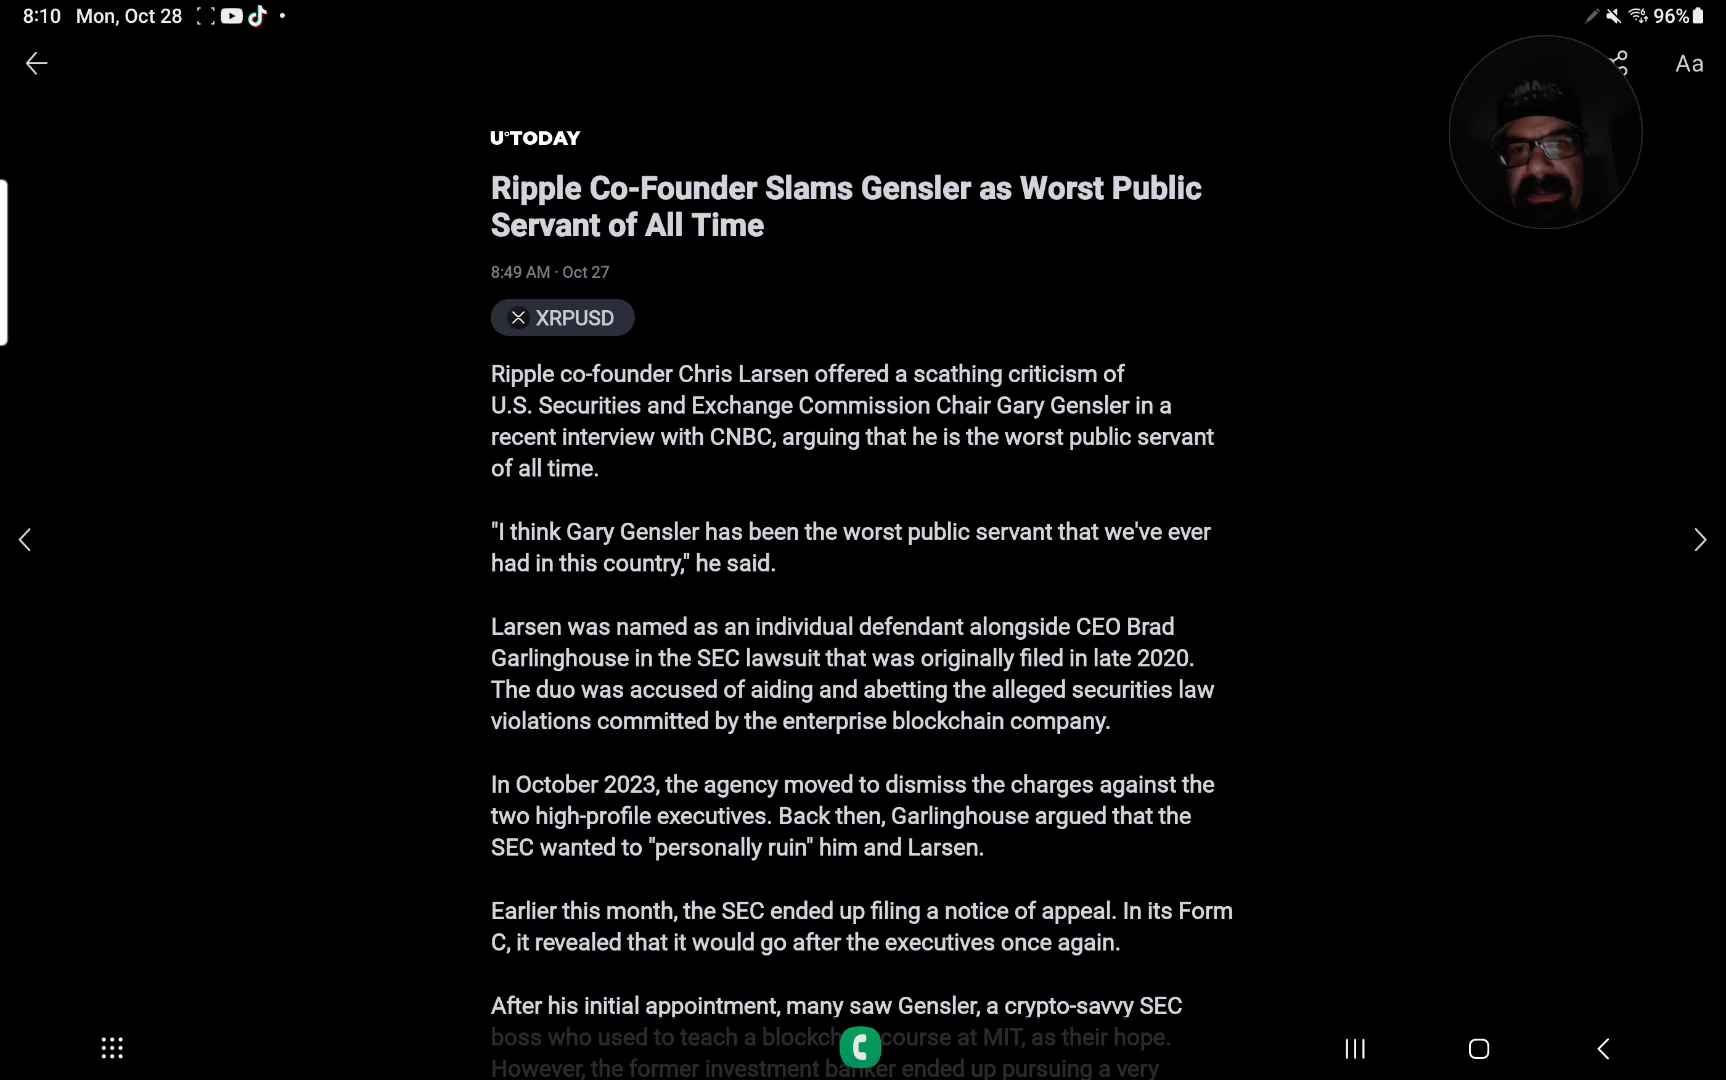 8:10 Mon, Oct 28
96%
Aa
U°TODAY
Ripple Co-Founder Slams Gensler as Worst Public
Servant of All Time
8:49 AM · Oct 27
XRPUSD
Ripple co-founder Chris Larsen offered a scathing criticism of
U.S. Securities and Exchange Commission Chair Gary Gensler in a
recent interview with CNBC, arguing that he is the worst public servant
of all time.
"I think Gary Gensler has been the worst public servant that we've ever
had in this country," he said.
Larsen was named as an individual defendant alongside CEO Brad
Garlinghouse in the SEC lawsuit that was originally filed in late 2020.
The duo was accused of aiding and abetting the alleged securities law
violations committed by the enterprise blockchain company.
In October 2023, the agency moved to dismiss the charges against the
two high-profile executives. Back then, Garlinghouse argued that the
SEC wanted to "personally ruin" him and Larsen.
Earlier this month, the SEC ended up filing a notice of appeal. In its Form
C, it revealed that it would go after the executives once again.
After his initial appointment, many saw Gensler, a crypto-savvy SEC
boss who used to teach a blockch course at MIT, as their hope.
However, the former investment banker ended up pursuing a very